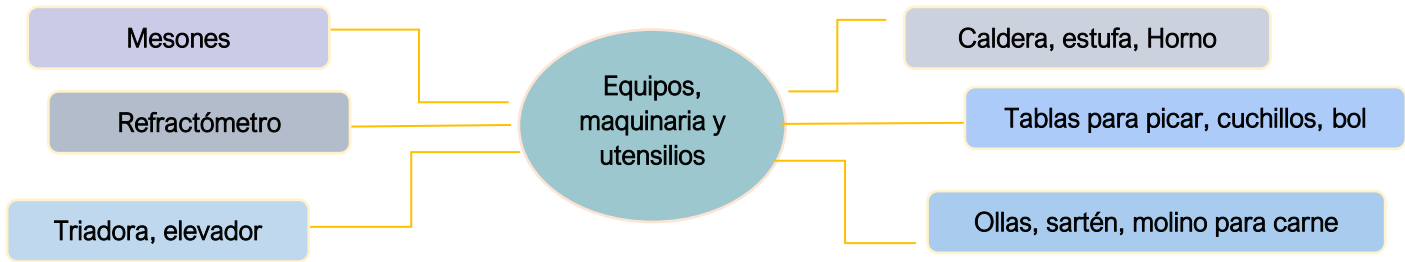 Mesones
Refractómetro
Triadora, elevador
Equipos,
maquinaria y
utensilios
Caldera, estufa, Horno
Tablas para picar, cuchillos, bol
Ollas, sartén, molino para carne